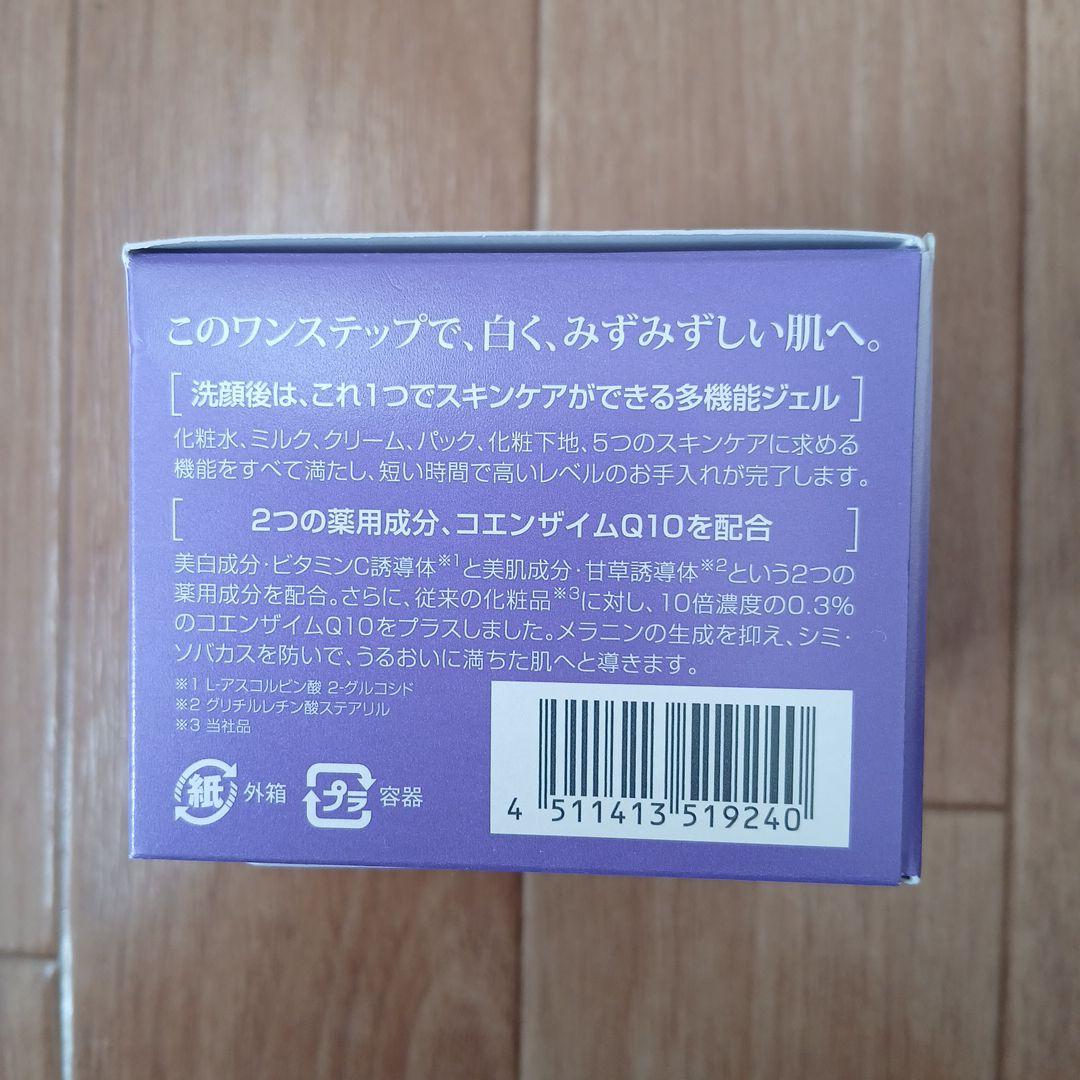 このワンステップで、白く、みずみずしい肌へ。
[ 洗顔後は、これ1つでスキンケアができる多機能ジェル ]
化粧水、ミルク、クリーム、パック、化粧下地、5つのスキンケアに求める
機能をすべて満たし、短い時間で高いレベルのお手入れが完了します。
[ 2つの薬用成分、コエンザイムQ10を配合 ]
美白成分・ビタミンC誘導体※1と美肌成分・甘草誘導体※2という2つの
薬用成分を配合。さらに、従来の化粧品※3に対し、10倍濃度の0.3%
のコエンザイムQ10をプラスしました。メラニンの生成を抑え、シミ・
ソバカスを防いで、うるおいに満ちた肌へと導きます。
※1 L-アスコルビン酸 2-グルコシド
※2 グリチルレチン酸ステアリル
※3 当社品
紙 外箱 プラ 容器
4 511413 519240